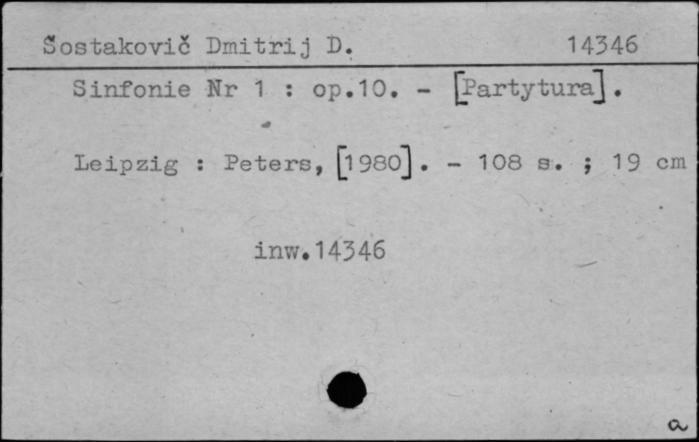 Šostakovič Dmitrij D. 14346
Sinfonie Nr 1 : op.10. - [Partytura].
Leipzig : Peters, [1980]. - 108 s. ; 19 cm
inw.14346
a